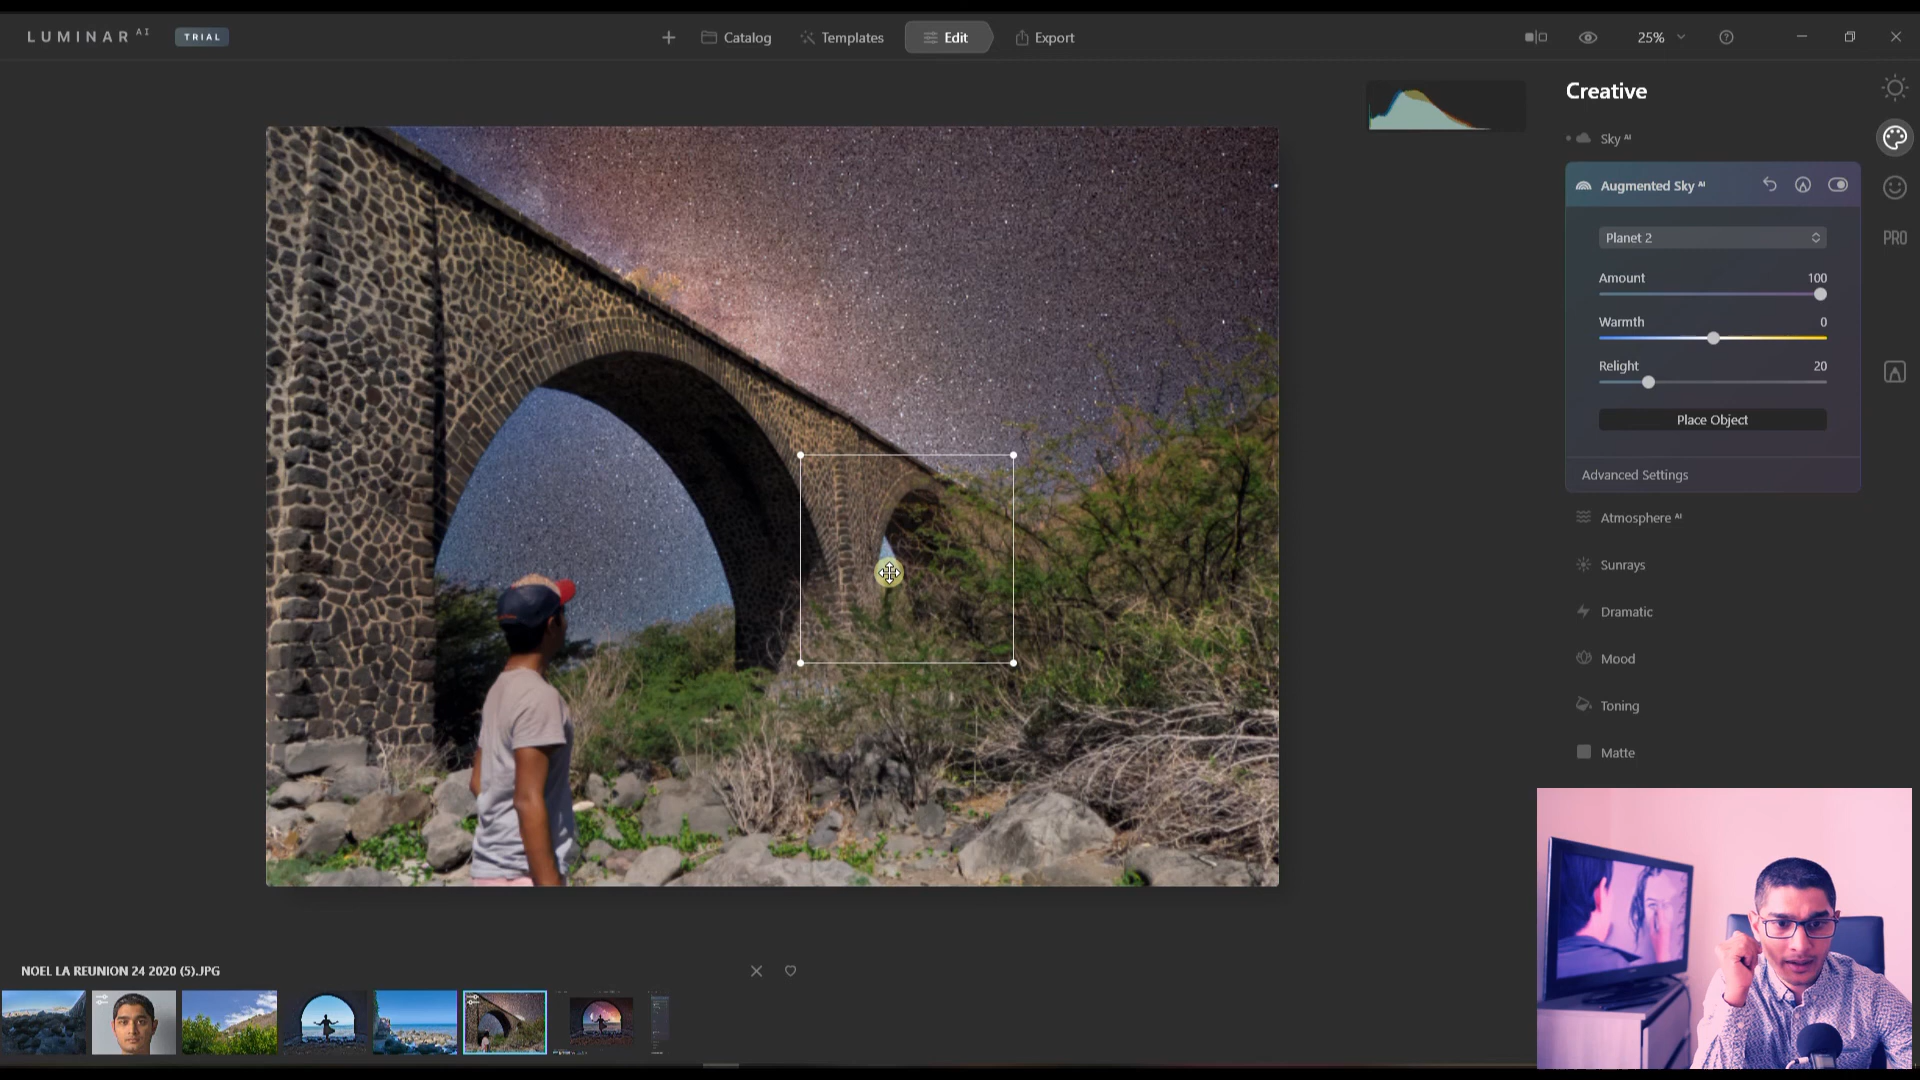 LUMINAR AI
TRIAL
Catalog
Templates
Edit
Export
25%
Creative
Sky AI
Augmented Sky AI
Planet 2
Amount 100
Warmth 0
Relight 20
Place Object
Advanced Settings
Atmosphere AI
Sunrays
Dramatic
Mood
Toning
Matte
PRO
NOEL LA REUNION 24 2020 (5).JPG